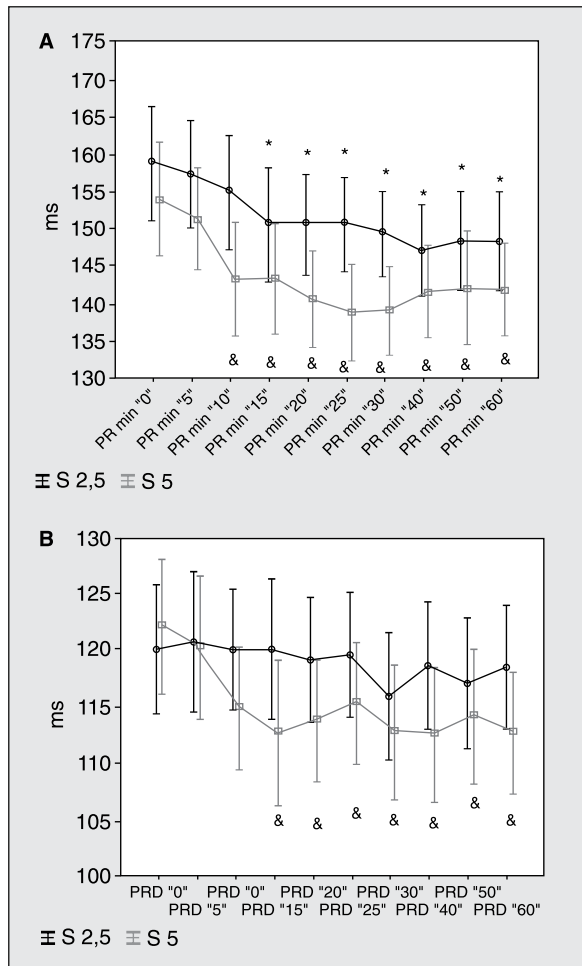 A
175
170
165
160
155
150
145
140
135
130
ms
* * * * * * *
& & & & & & & &
PR min "0" PR min "5" PR min "10" PR min "15" PR min "20" PR min "25" PR min "30" PR min "40" PR min "50" PR min "60"
S 2,5 S 5
B
130
125
120
115
110
105
100
ms
& & & & & & &
PRD "0" PRD "0" PRD "20" PRD "30" PRD "50"
PRD "5" PRD "15" PRD "25" PRD "40" PRD "60"
S 2,5 S 5